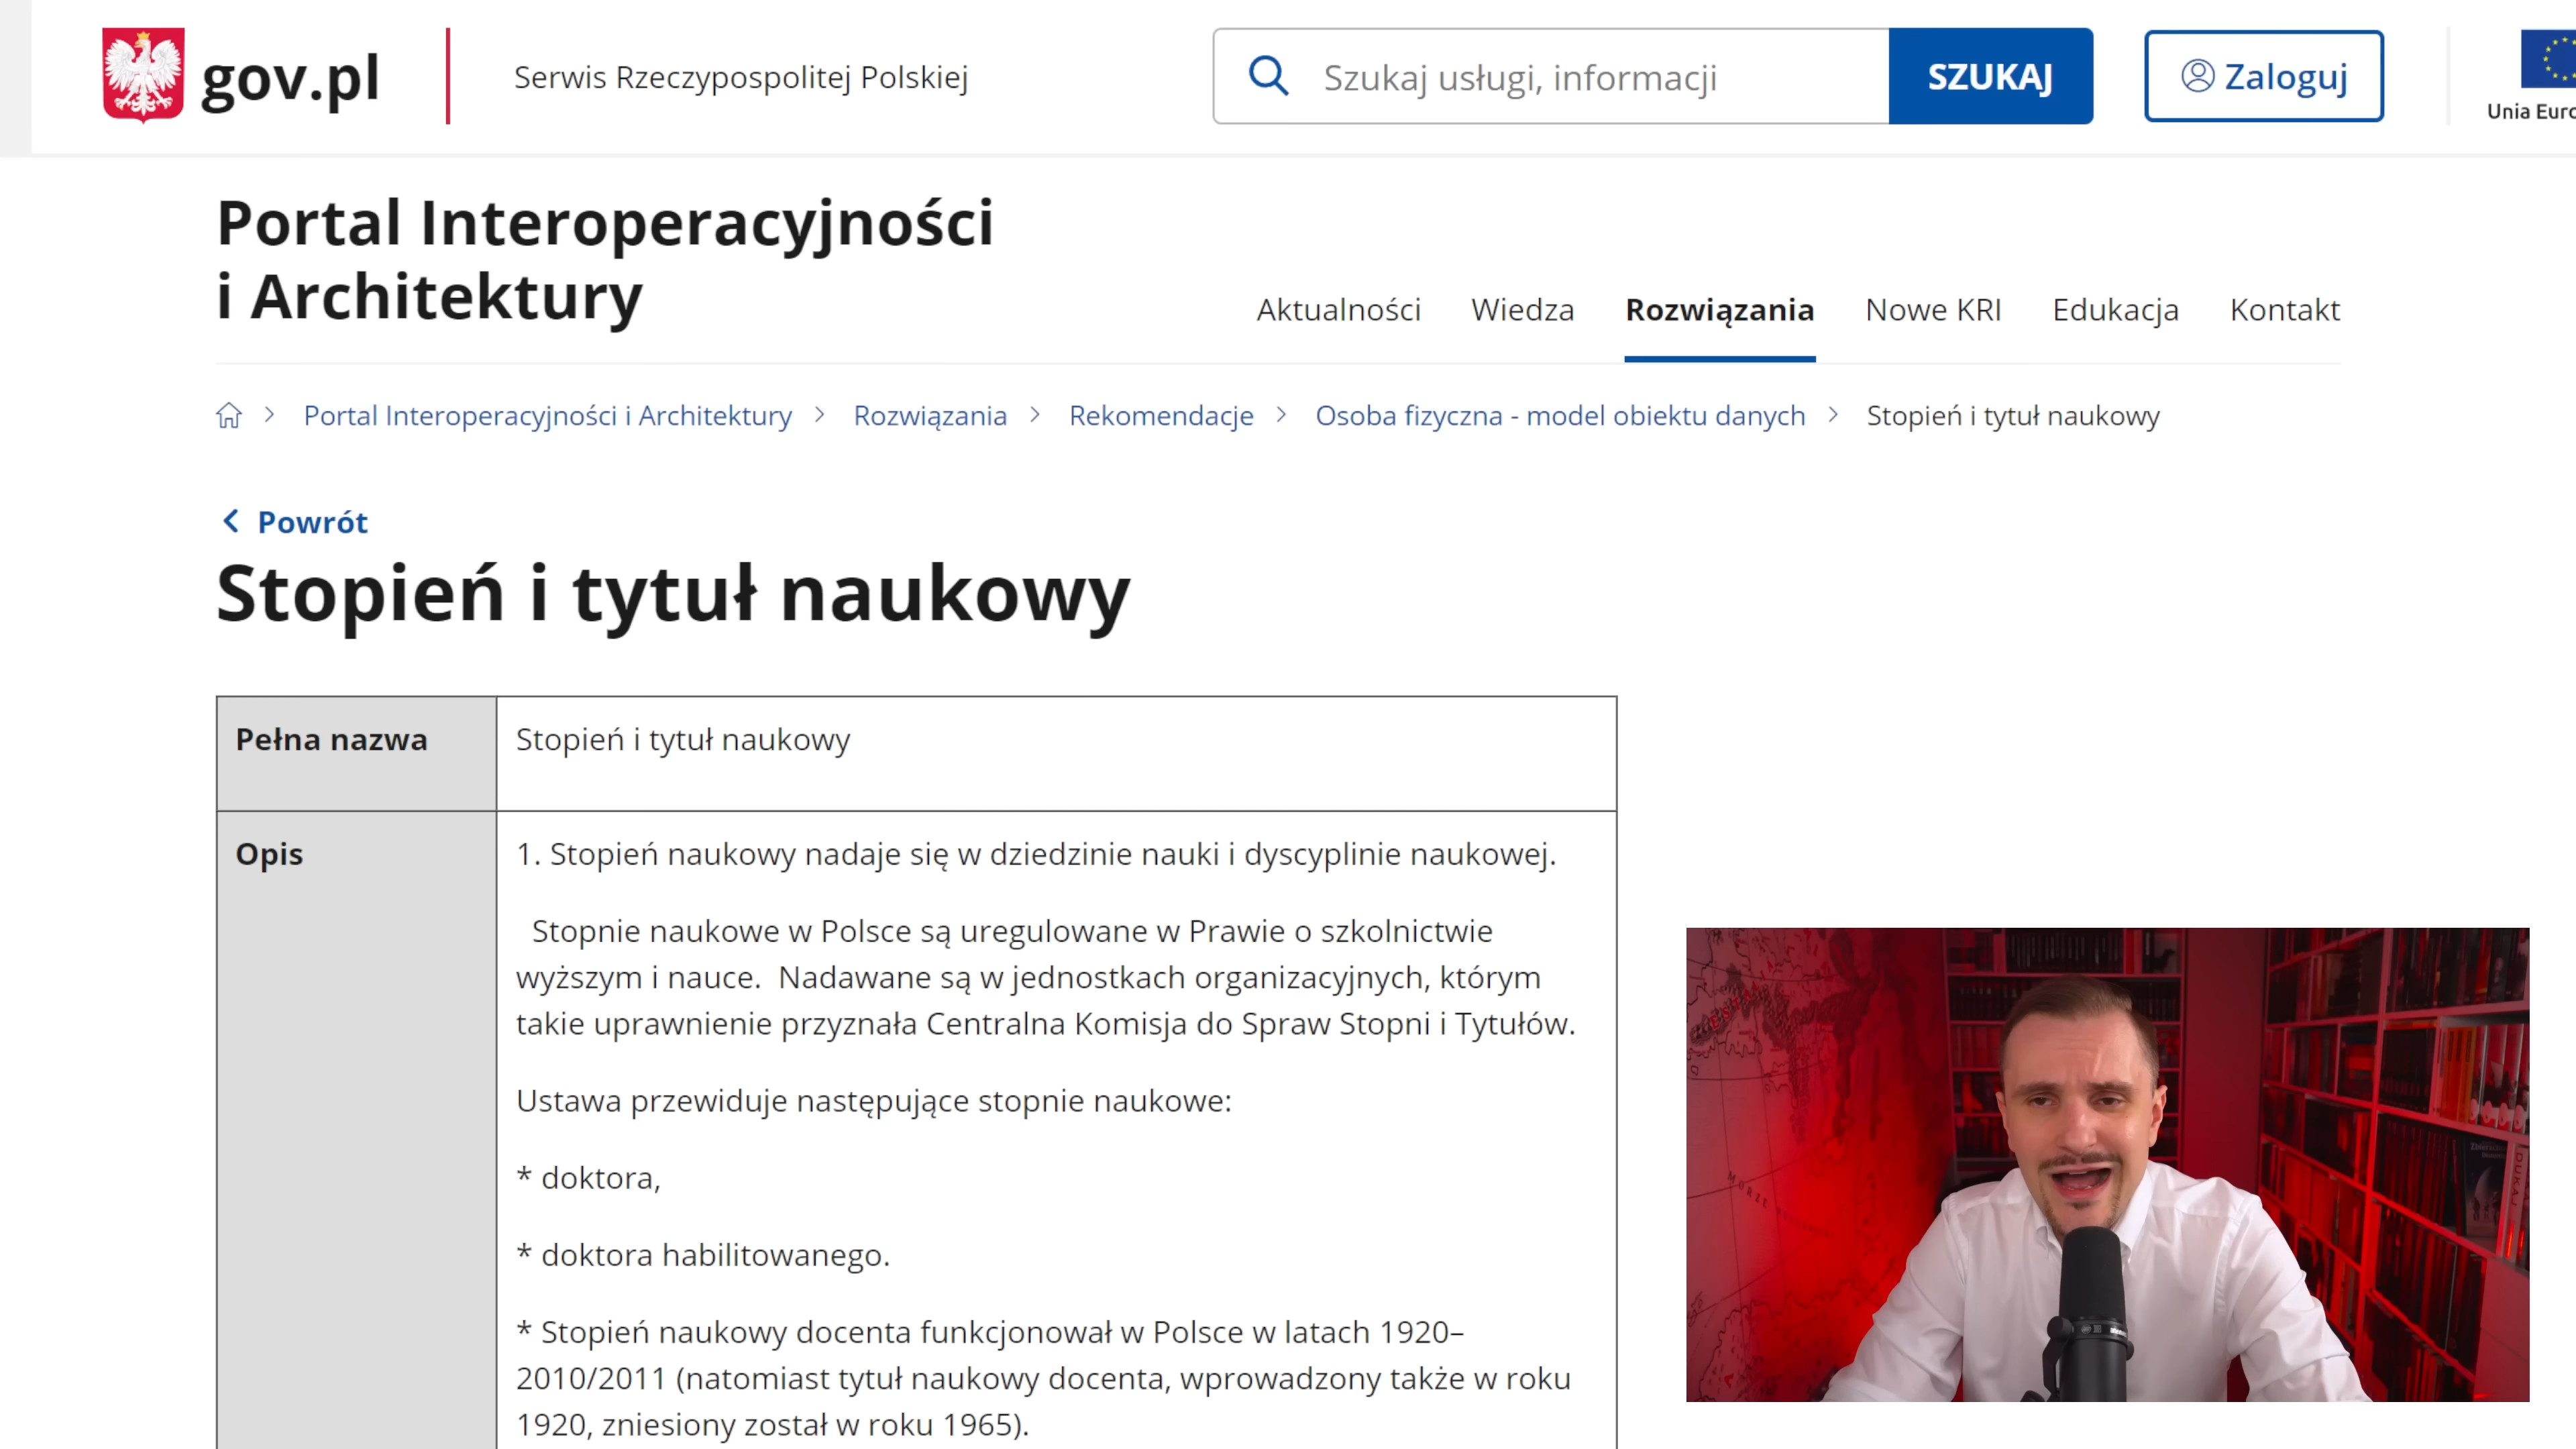 gov.pl
Serwis Rzeczypospolitej Polskiej
Szukaj usługi, informacji
SZUKAJ
Zaloguj
Portal Interoperacyjności
i Architektury
Aktualności
Wiedza
Rozwiązania
Nowe KRI
Edukacja
Kontakt
Portal Interoperacyjności i Architektury
Rozwiązania
Rekomendacje
Osoba fizyczna - model obiektu danych
Stopień i tytuł naukowy
Powrót
Stopień i tytuł naukowy
Pełna nazwa
Stopień i tytuł naukowy
Opis
1. Stopień naukowy nadaje się w dziedzinie nauki i dyscyplinie naukowej.
Stopnie naukowe w Polsce są uregulowane w Prawie o szkolnictwie
wyższym i nauce.  Nadawane są w jednostkach organizacyjnych, którym
takie uprawnienie przyznała Centralna Komisja do Spraw Stopni i Tytułów.
Ustawa przewiduje następujące stopnie naukowe:
* doktora,
* doktora habilitowanego.
* Stopień naukowy docenta funkcjonował w Polsce w latach 1920–
2010/2011 (natomiast tytuł naukowy docenta, wprowadzony także w roku
1920, zniesiony został w roku 1965).
Unia
MORZE
DUKAJ